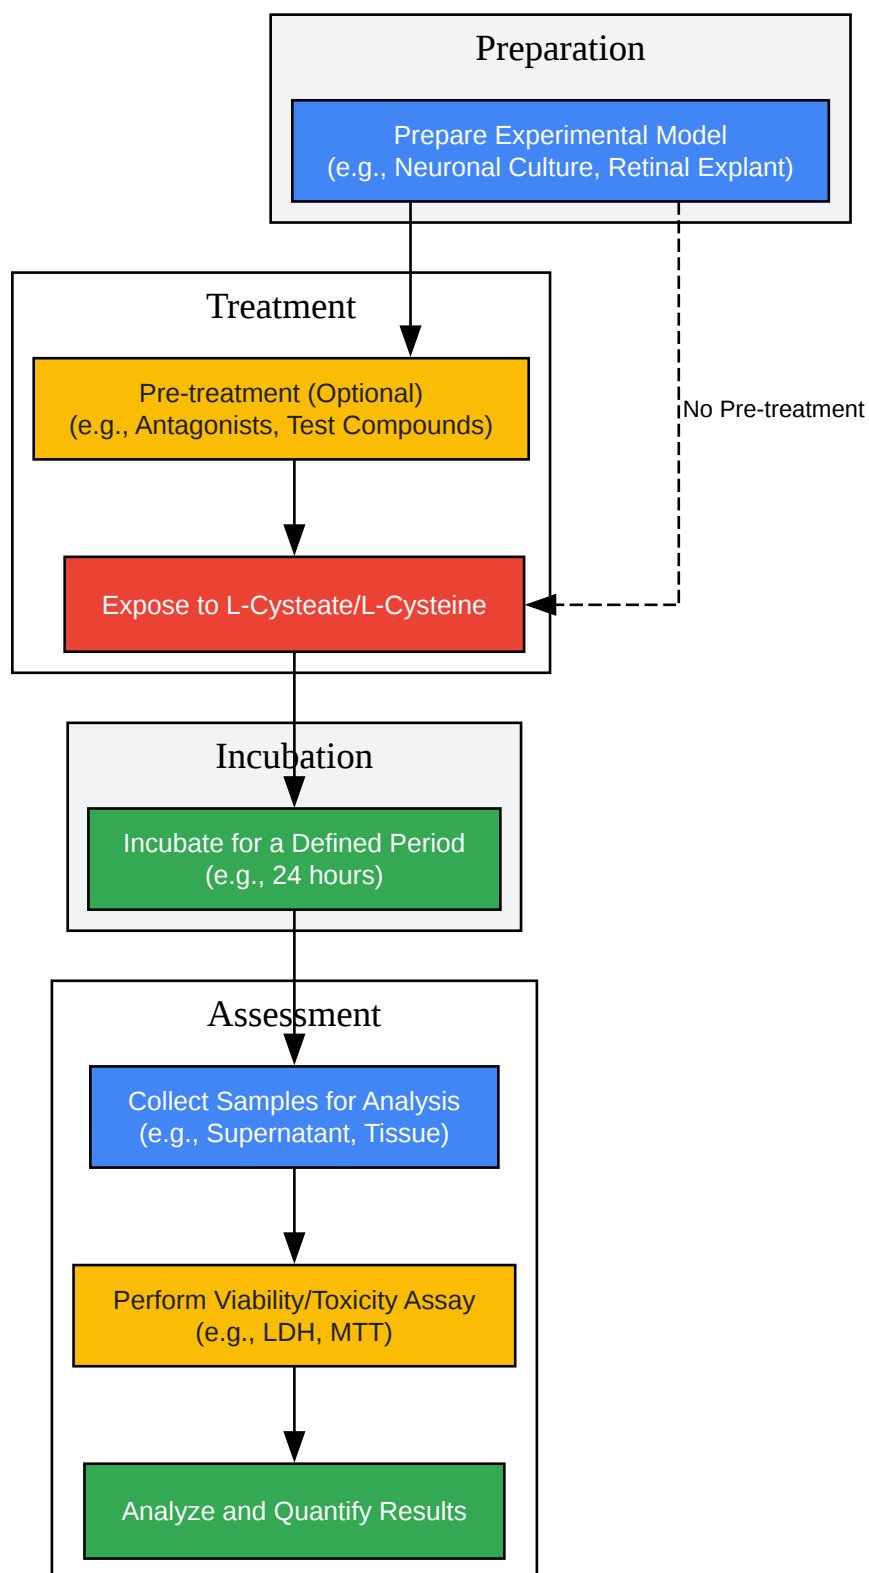 Preparation
Prepare Experimental Model
(e.g., Neuronal Culture, Retinal Explant)
Treatment
Pre-treatment (Optional)
(e.g., Antagonists, Test Compounds)
No Pre-treatment
Expose to L-Cysteate/L-Cysteine
Incubation
Incubate for a Defined Period
(e.g., 24 hours)
Assessment
Collect Samples for Analysis
(e.g., Supernatant, Tissue)
Perform Viability/Toxicity Assay
(e.g., LDH, MTT)
Analyze and Quantify Results